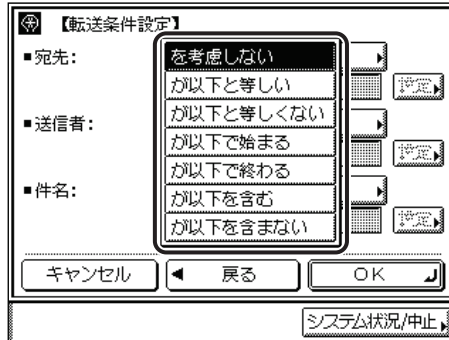 【転送条件設定】
■宛先:
を考慮しない
が以下と等しい
設定
が以下と等しくない
■送信者:
が以下で始まる
設定
が以下で終わる
■件名:
が以下を含む
が以下を含まない
設定
キャンセル
戻る
OK
システム状況/中止